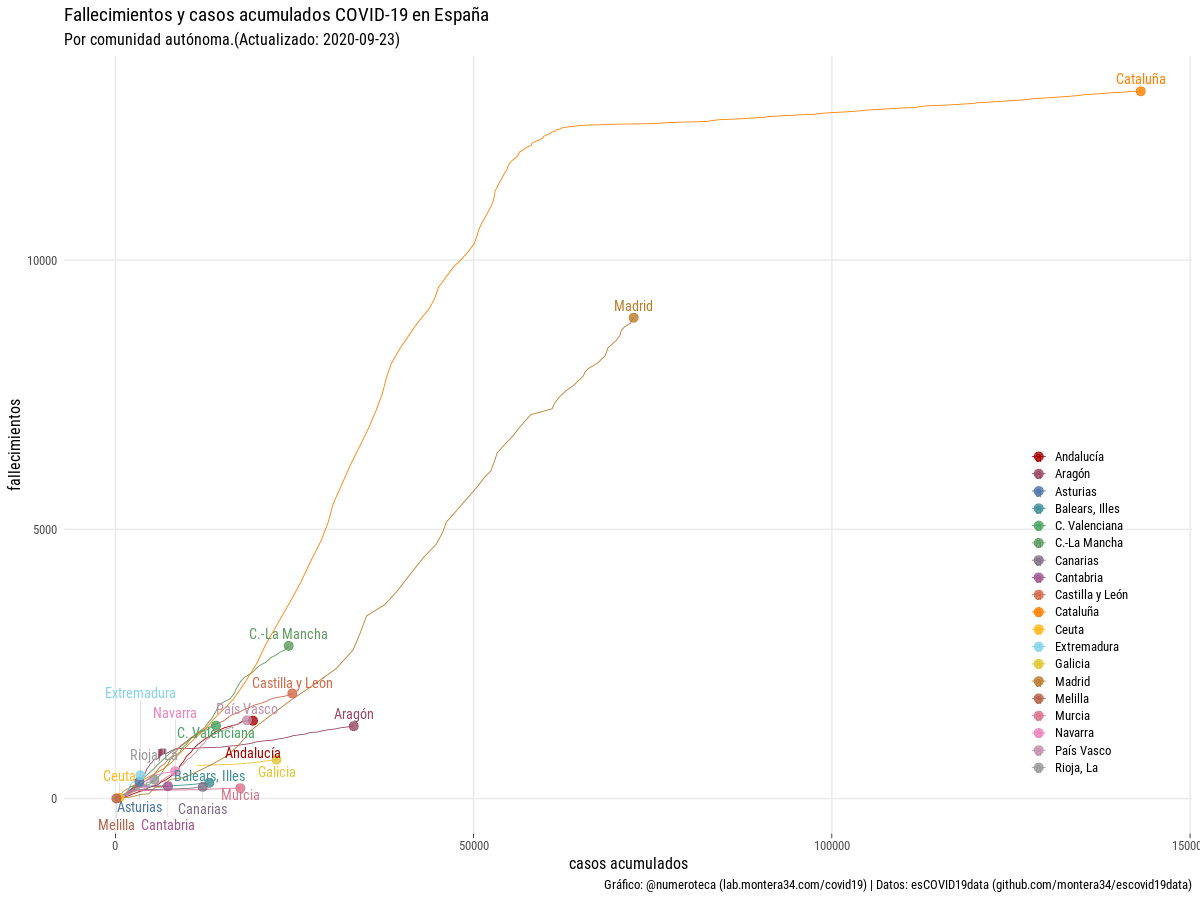 Fallecimientos y casos acumulados COVID-19 en España
Por comunidad autónoma.(Actualizado: 2020-09-23)
Cataluña
10000
Madrid
fallecimientos
Andalucía
Aragón
Asturias
Balears, Illes
C. Valenciana
C.-La Mancha
Canarias
Cantabria
Castilla y León
Cataluña
Ceuta
Extremadura
Galicia
Madrid
Melilla
Murcia
Navarra
País Vasco
Rioja, La
5000
C.-La Mancha
Castilla y León
Extremadura
País Vasco
Navarra
Aragón
C. Valenciana
Rioja, La
Andalucía
Galicia
Ceuta
Balears, Illes
Murcia
0
Asturias
Canarias
Melilla
Cantabria
0
50000
100000
15000
casos acumulados
Gráfico: @numeroteca (lab.montera34.com/covid19) | Datos: esCOVID19data (github.com/montera34/escovid19data)